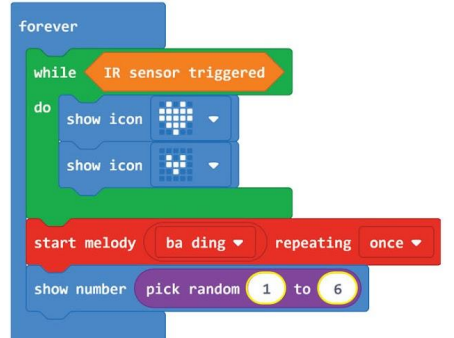 forever
while IR sensor triggered
do
show icon
show icon
start melody ba ding repeating once
show number pick random 1 to 6